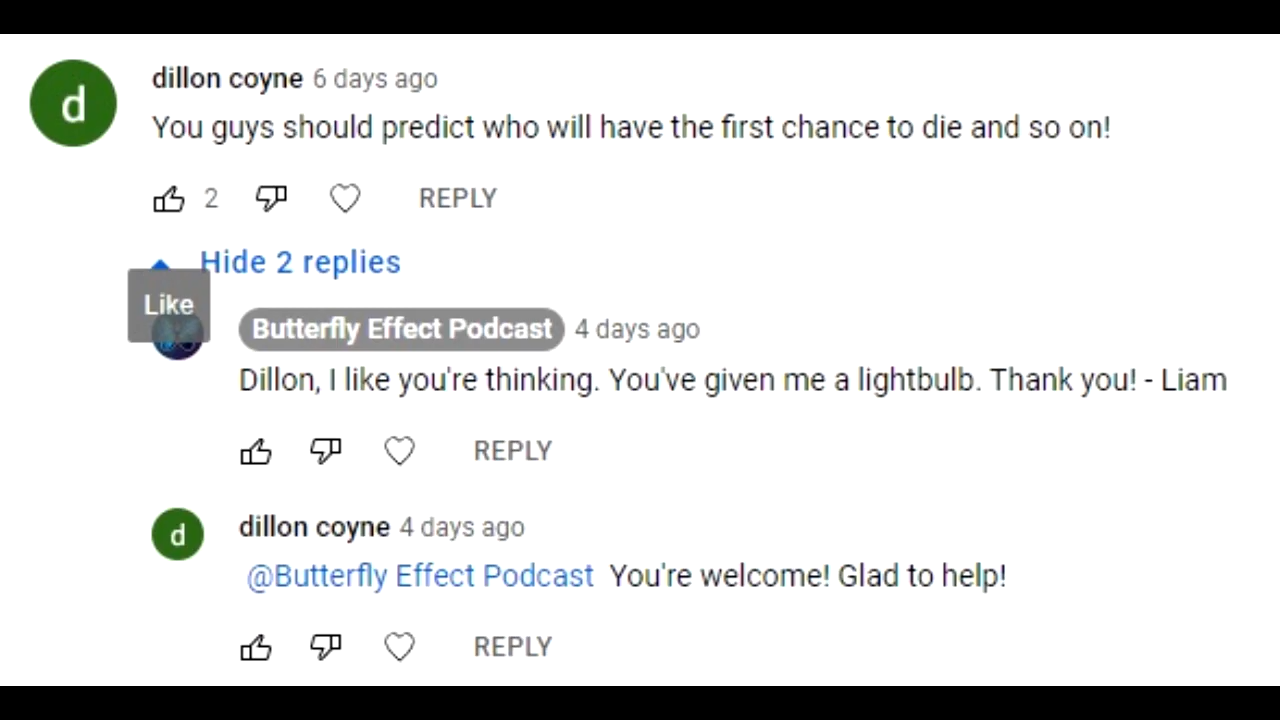 d
dillon coyne 6 days ago
You guys should predict who will have the first chance to die and so on!
2 REPLY
Hide 2 replies
Like
Butterfly Effect Podcast 4 days ago
Dillon, I like you're thinking. You've given me a lightbulb. Thank you! - Liam
REPLY
d
dillon coyne 4 days ago
@Butterfly Effect Podcast You're welcome! Glad to help!
REPLY